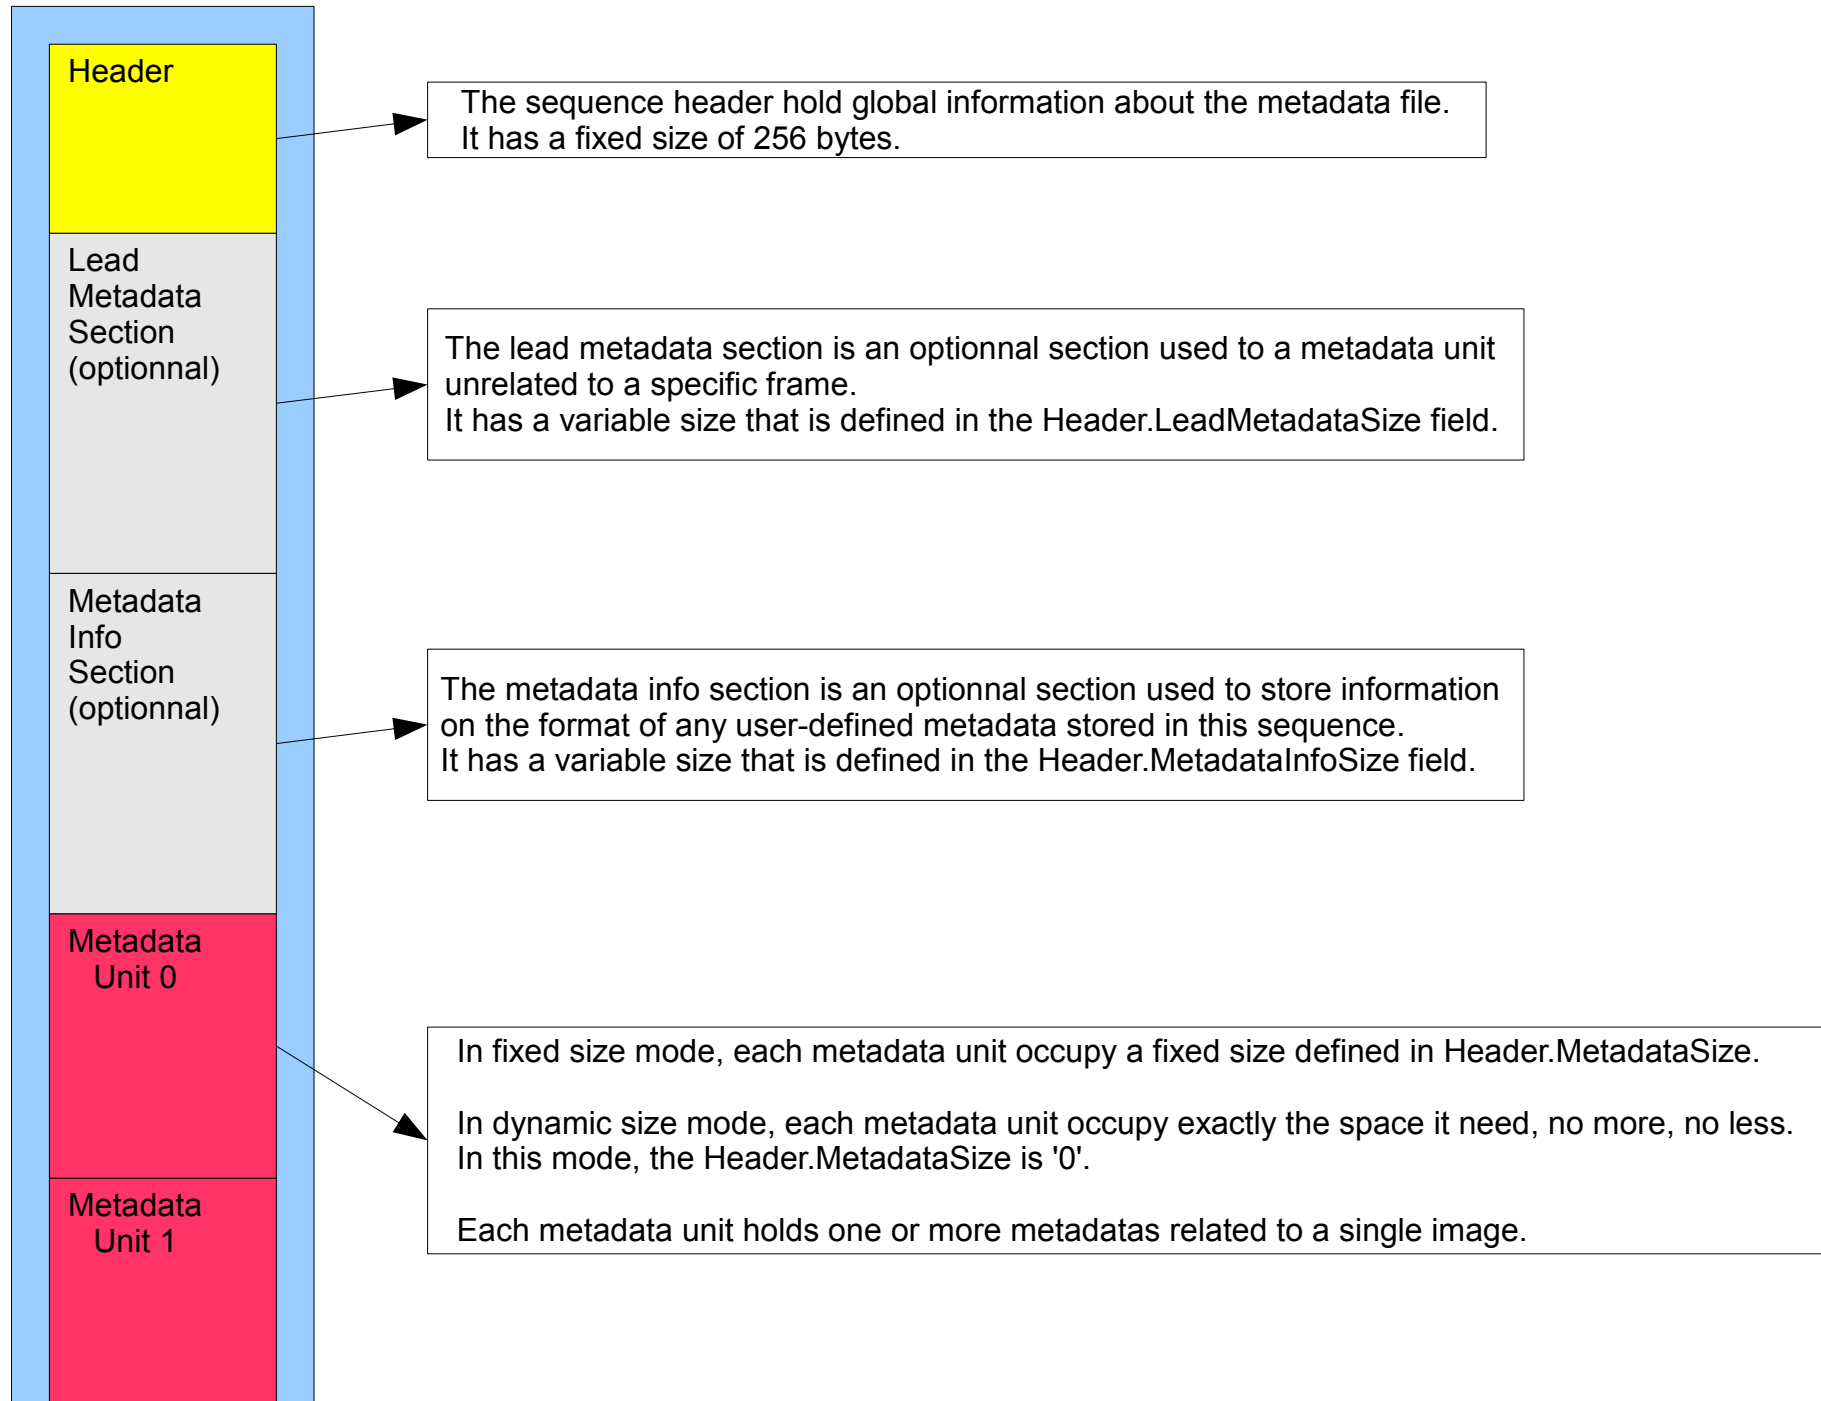 Header
The sequence header hold global information about the metadata file.
It has a fixed size of 256 bytes.
Lead
Metadata
Section
(optionnal)
The lead metadata section is an optionnal section used to a metadata unit
unrelated to a specific frame.
It has a variable size that is defined in the Header.LeadMetadataSize field.
Metadata
Info
Section
(optionnal)
The metadata info section is an optionnal section used to store information
on the format of any user-defined metadata stored in this sequence.
It has a variable size that is defined in the Header.MetadataInfoSize field.
Metadata
Unit 0
In fixed size mode, each metadata unit occupy a fixed size defined in Header.MetadataSize.
In dynamic size mode, each metadata unit occupy exactly the space it need, no more, no less.
In this mode, the Header.MetadataSize is '0'.
Each metadata unit holds one or more metadatas related to a single image.
Metadata
Unit 1